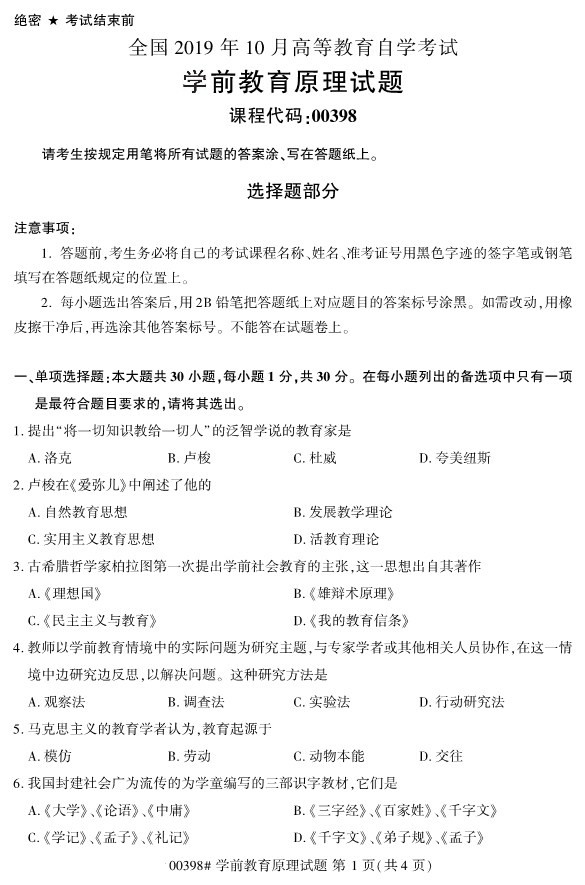 绝密 ★ 考试结束前
全国 2019 年 10 月高等教育自学考试
学前教育原理试题
课程代码:00398
请考生按规定用笔将所有试题的答案涂、写在答题纸上。
选择题部分
注意事项:
1. 答题前,考生务必将自己的考试课程名称、姓名、准考证号用黑色字迹的签字笔或钢笔
填写在答题纸规定的位置上。
2. 每小题选出答案后,用 2B 铅笔把答题纸上对应题目的答案标号涂黑。如需改动,用橡
皮擦干净后,再选涂其他答案标号。不能答在试题卷上。
一、单项选择题:本大题共 30 小题,每小题 1 分,共 30 分。在每小题列出的备选项中只有一项
是最符合题目要求的,请将其选出。
1. 提出“将一切知识教给一切人”的泛智学说的教育家是
A. 洛克 B. 卢梭 C. 杜威 D. 夸美纽斯
2. 卢梭在《爱弥儿》中阐述了他的
A. 自然教育思想 B. 发展教学理论
C. 实用主义教育思想 D. 活教育理论
3. 古希腊哲学家柏拉图第一次提出学前社会教育的主张,这一思想出自其著作
A.《理想国》 B.《雄辩术原理》
C.《民主主义与教育》 D.《我的教育信条》
4. 教师以学前教育情境中的实际问题为研究主题,与专家学者或其他相关人员协作,在这一情
境中边研究边反思,以解决问题。这种研究方法是
A. 观察法 B. 调查法 C. 实验法 D. 行动研究法
5. 马克思主义的教育学者认为,教育起源于
A. 模仿 B. 劳动 C. 动物本能 D. 交往
6. 我国封建社会广为流传的为学童编写的三部识字教材,它们是
A.《大学》、《论语》、《中庸》 B.《三字经》、《百家姓》、《千字文》
C.《学记》、《孟子》、《礼记》 D.《千字文》、《弟子规》、《孟子》
00398# 学前教育原理试题 第 1 页(共 4 页)